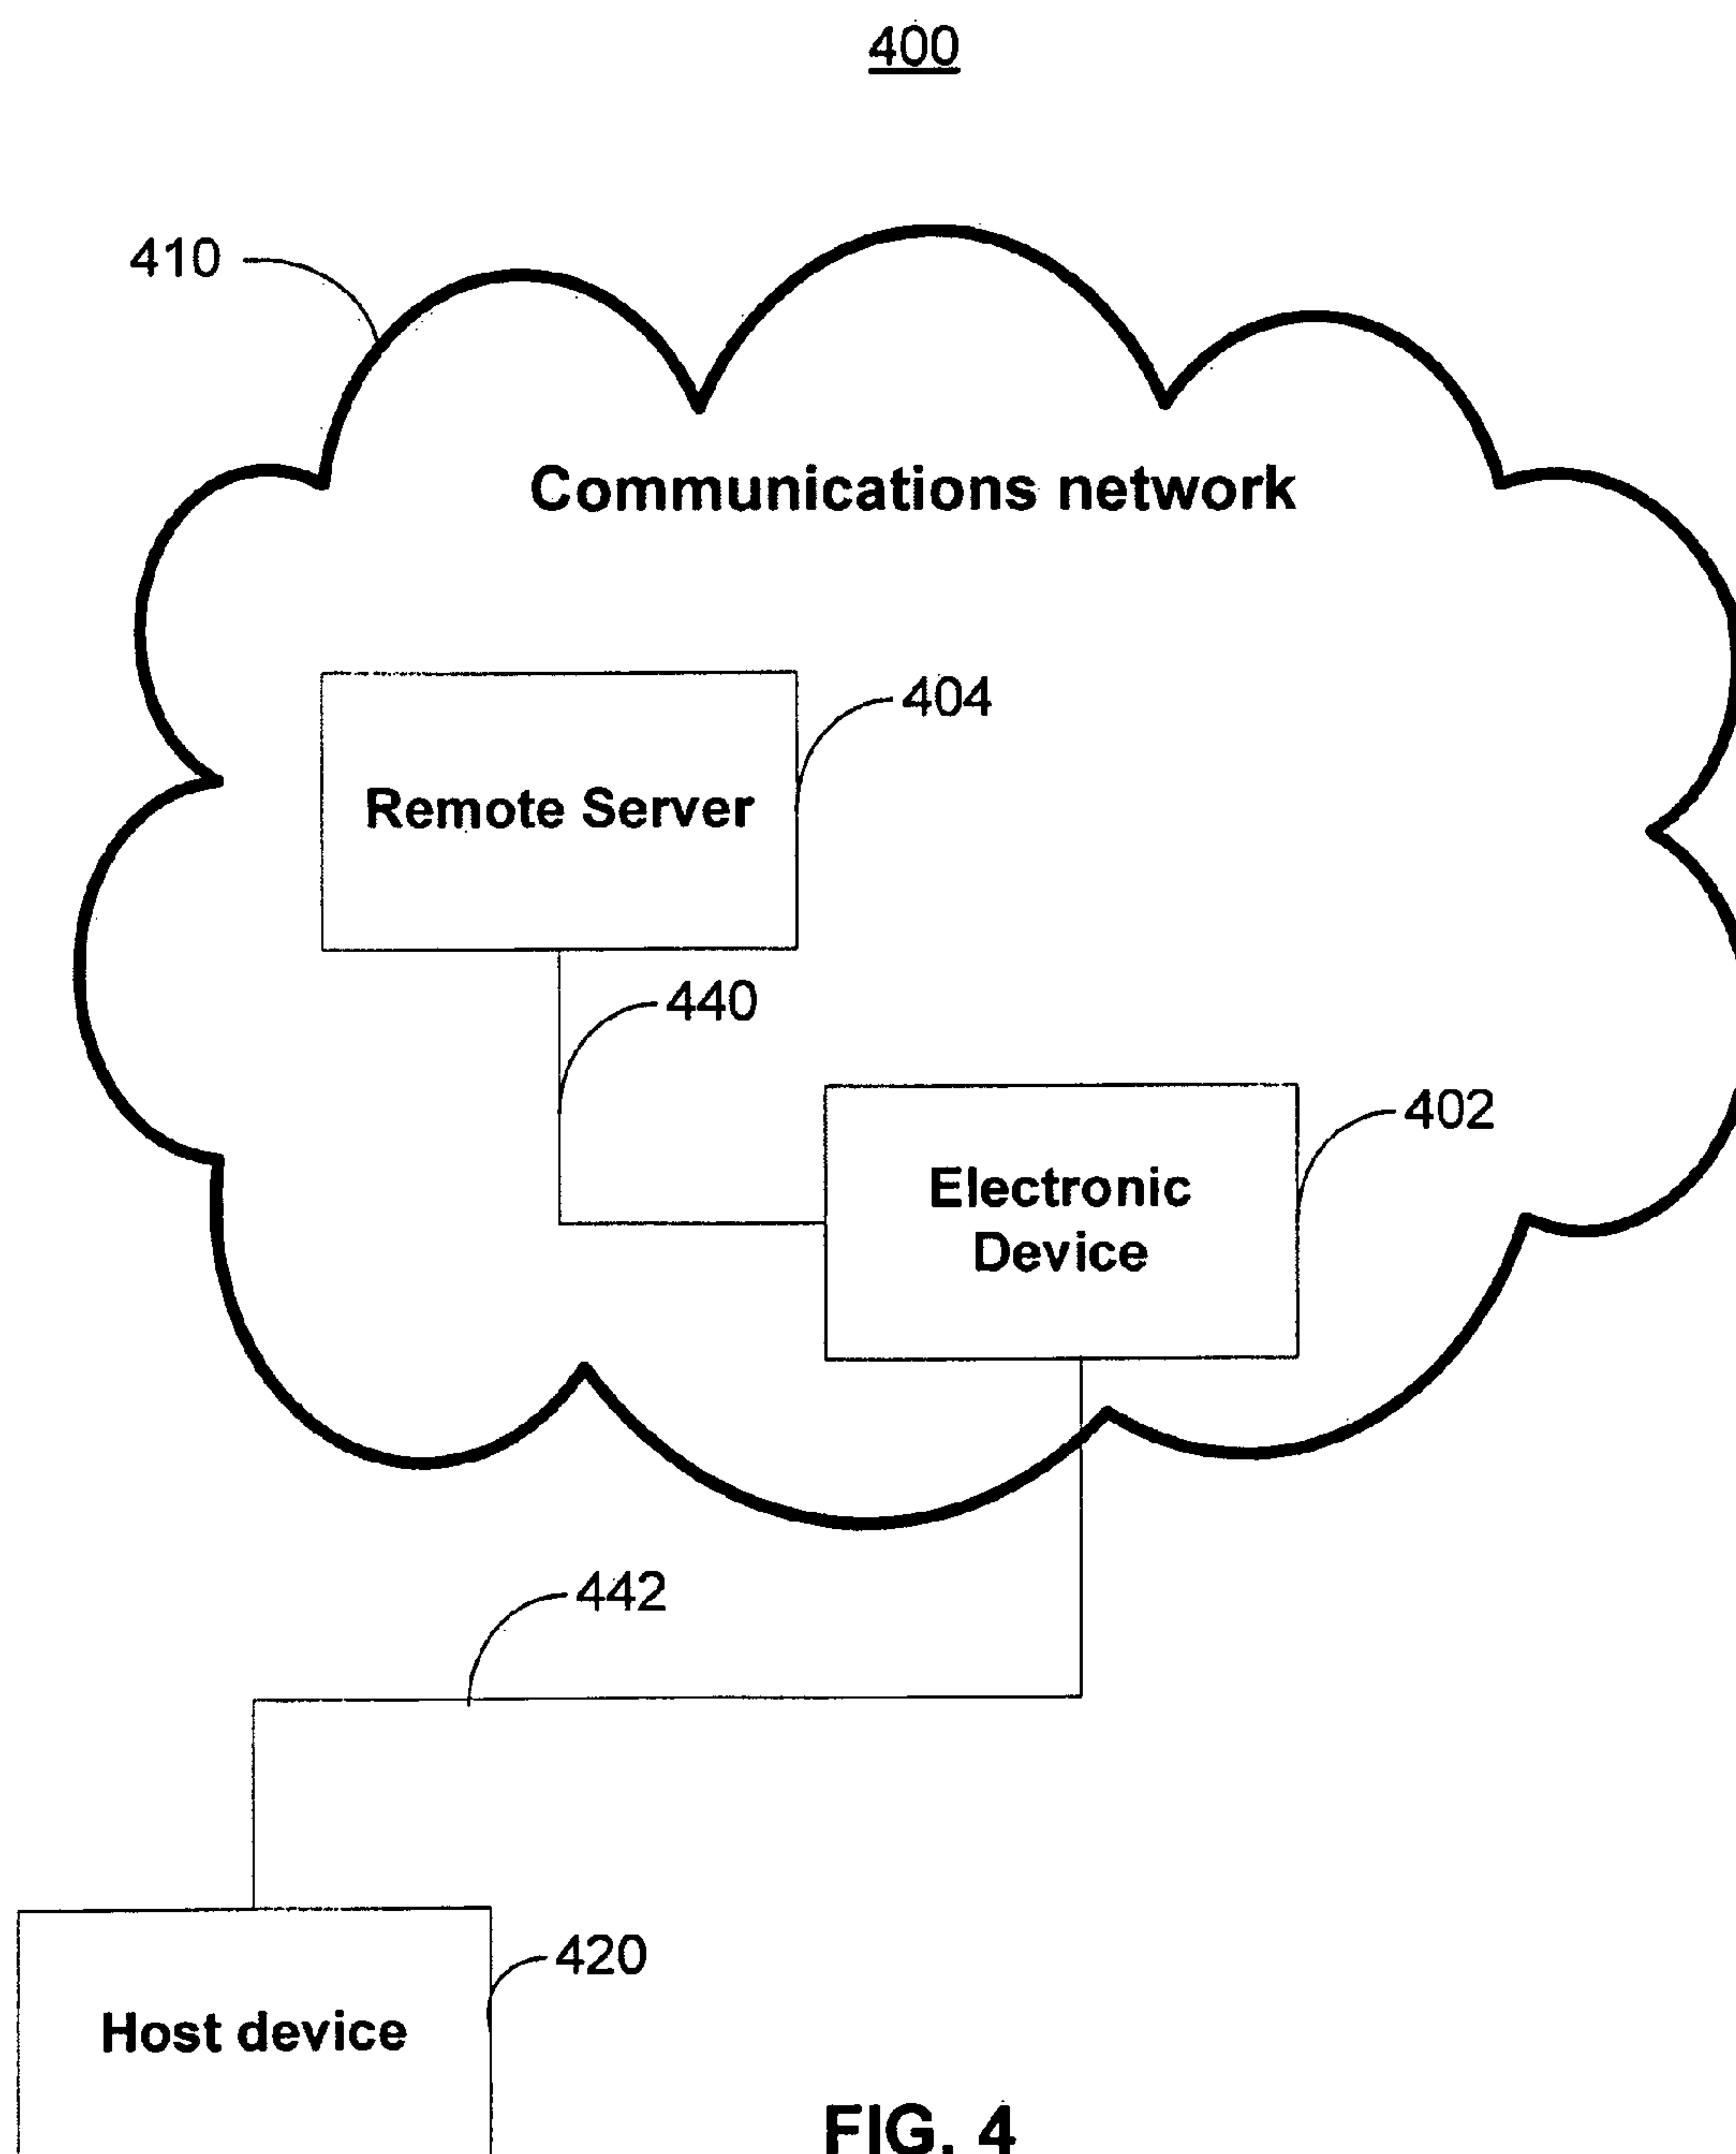 400
410
Communications network
404
Remote Server
440
402
Electronic
Device
442
420
Host device
FIG. 4